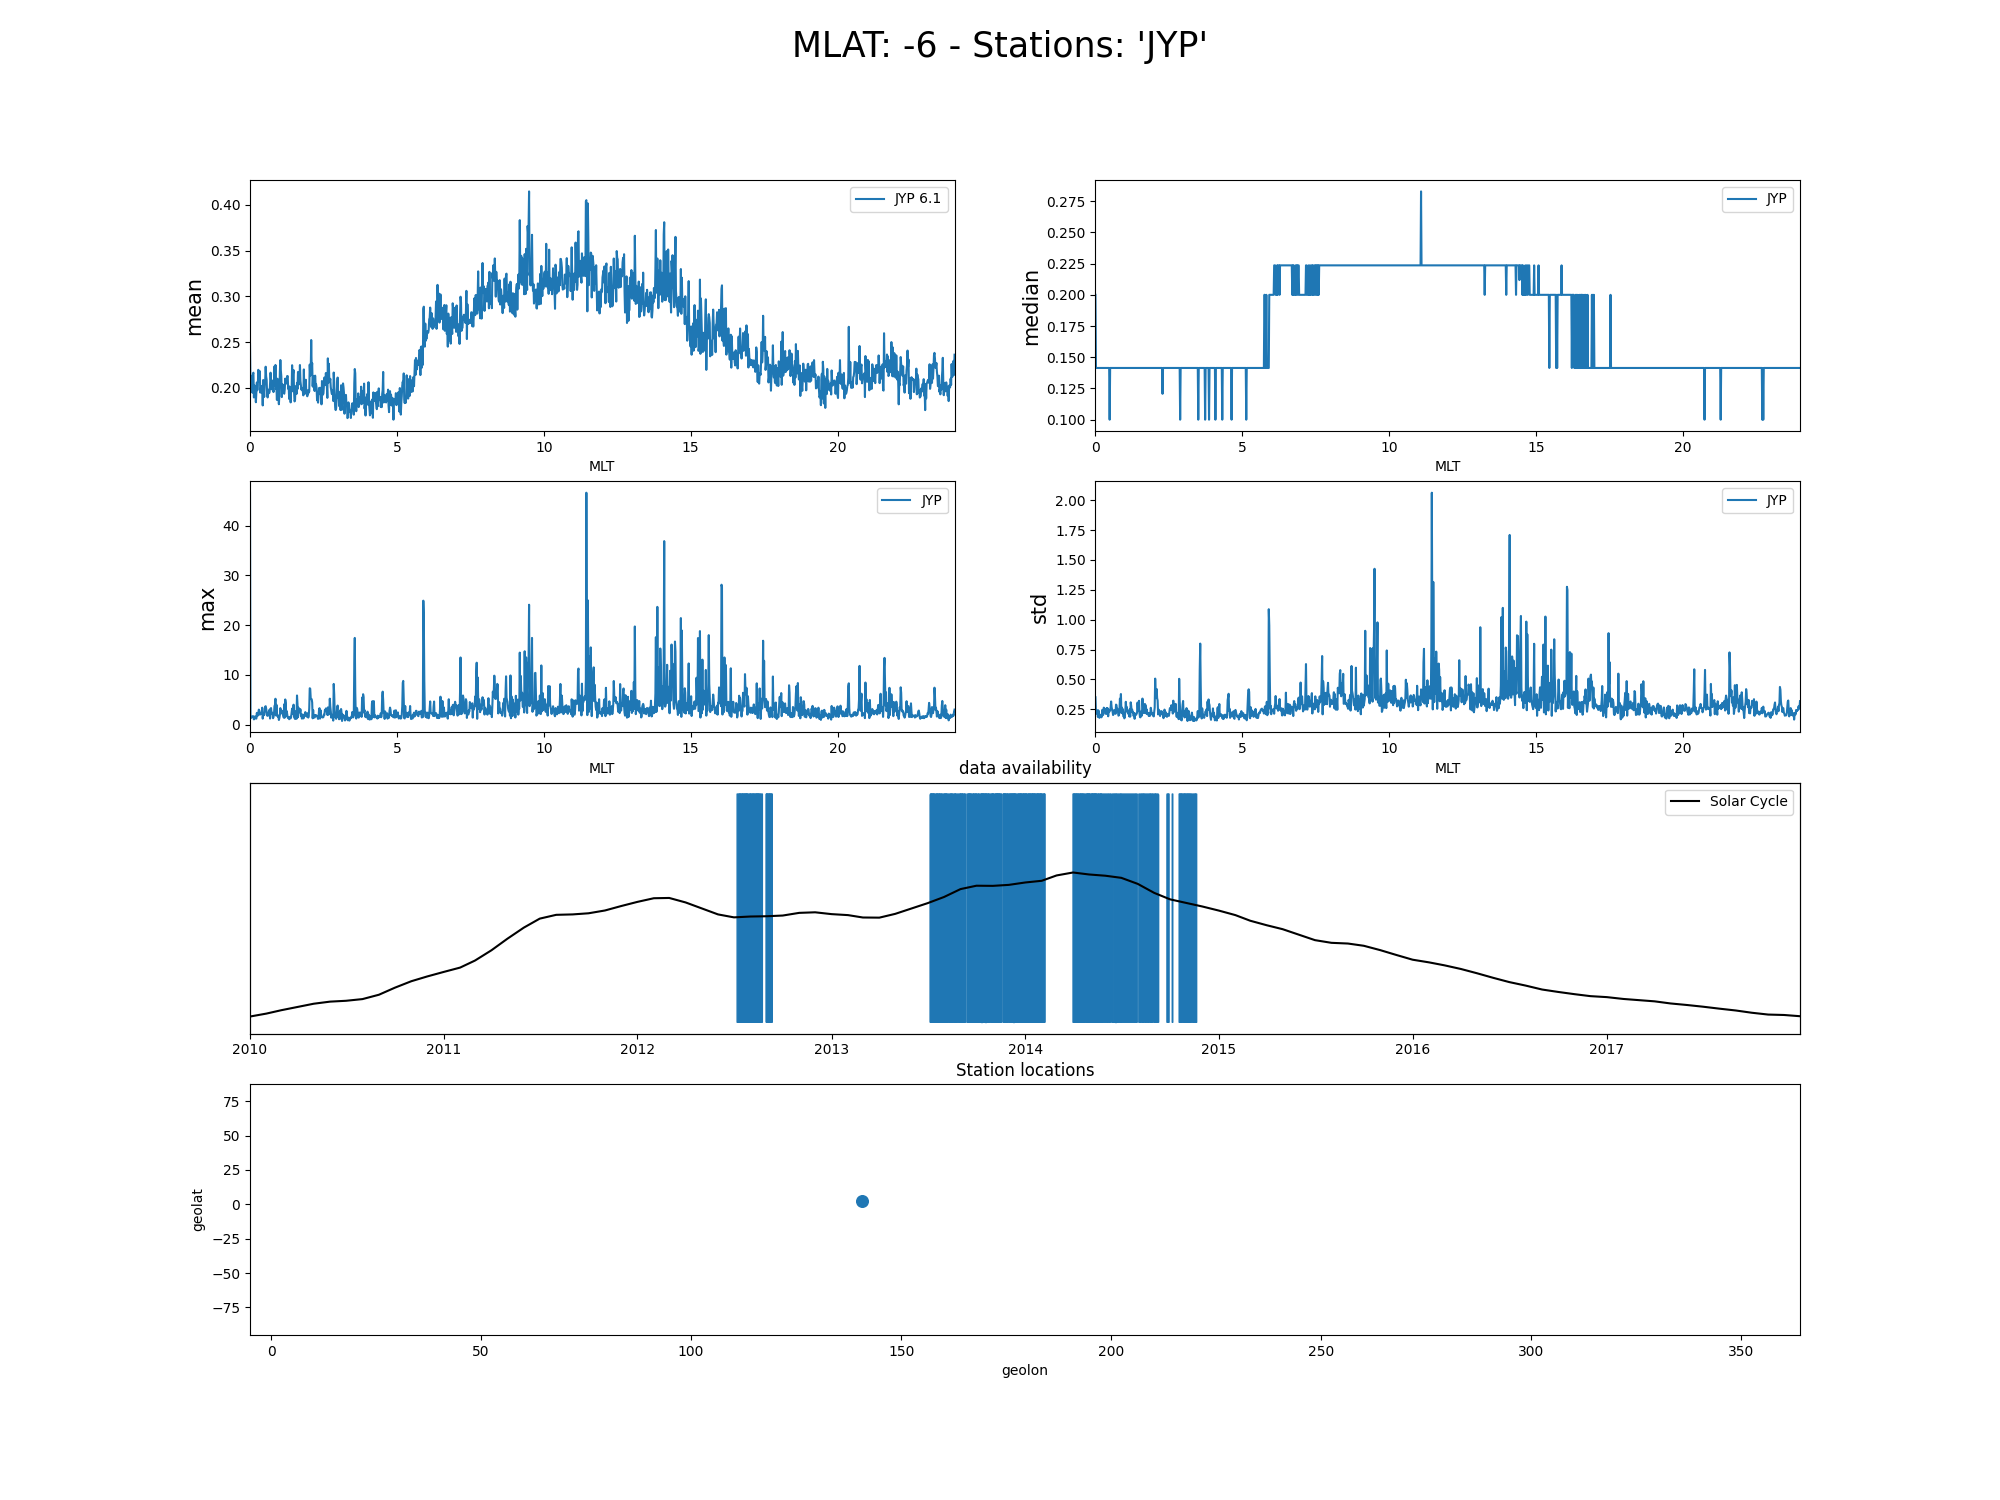 MLAT: -6 - Stations: 'JYP'
mean
0.40
0.35
0.30
0.25
0.20
JYP 6.1
0 5 10 15 20
MLT
median
0.275
0.250
0.225
0.200
0.175
0.150
0.125
0.100
JYP
0 5 10 15 20
MLT
max
40
30
20
10
0
JYP
0 5 10 15 20
MLT
std
2.00
1.75
1.50
1.25
1.00
0.75
0.50
0.25
JYP
0 5 10 15 20
MLT
data availability
Solar Cycle
2010 2011 2012 2013 2014 2015 2016 2017
Station locations
geolat
75
50
25
0
−25
−50
−75
0 50 100 150 200 250 300 350
geolon